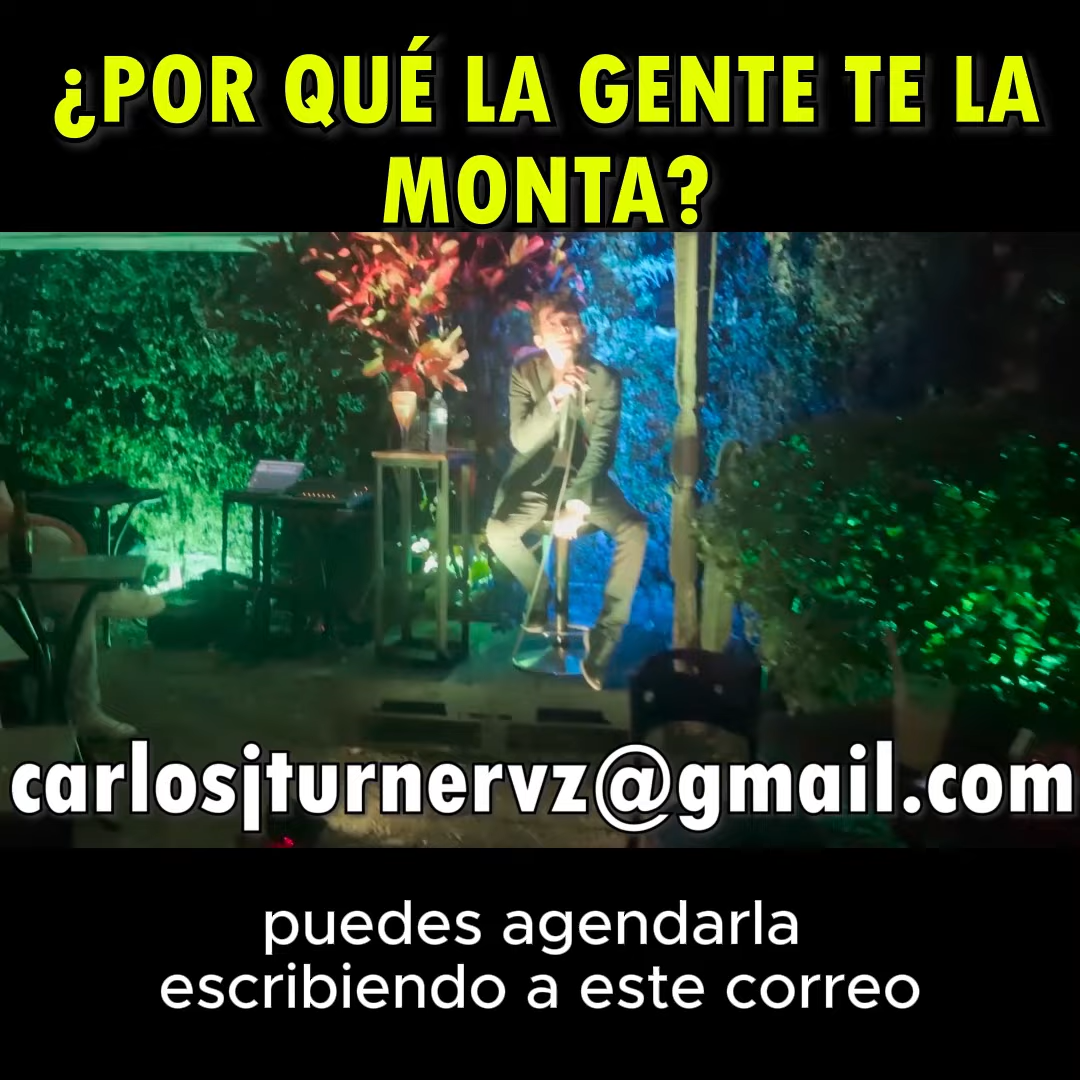 ¿POR QUÉ LA GENTE TE LA
MONTA?
carlosjturnervz@gmail.com
puedes agendarla
escribiendo a este correo